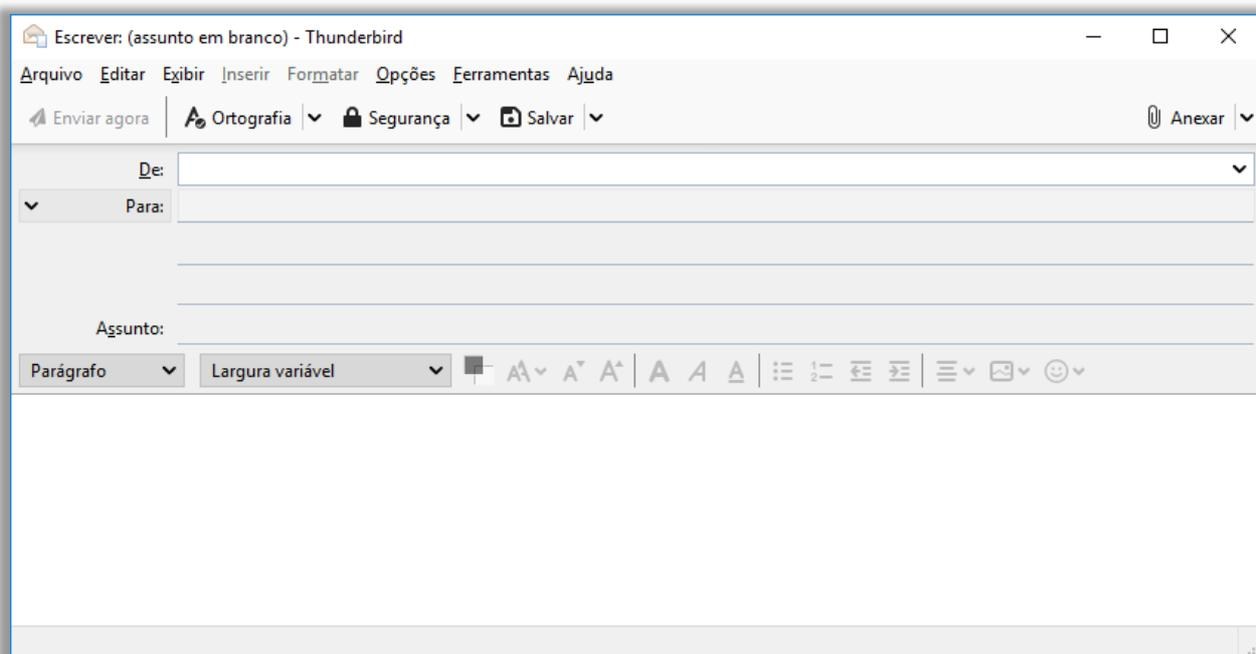 Escrever: (assunto em branco) - Thunderbird
Arquivo Editar Exibir Inserir Formatar Opções Ferramentas Ajuda
Enviar agora Ortografia Segurança Salvar Anexar
De:
Para:
Assunto:
Parágrafo Largura variável